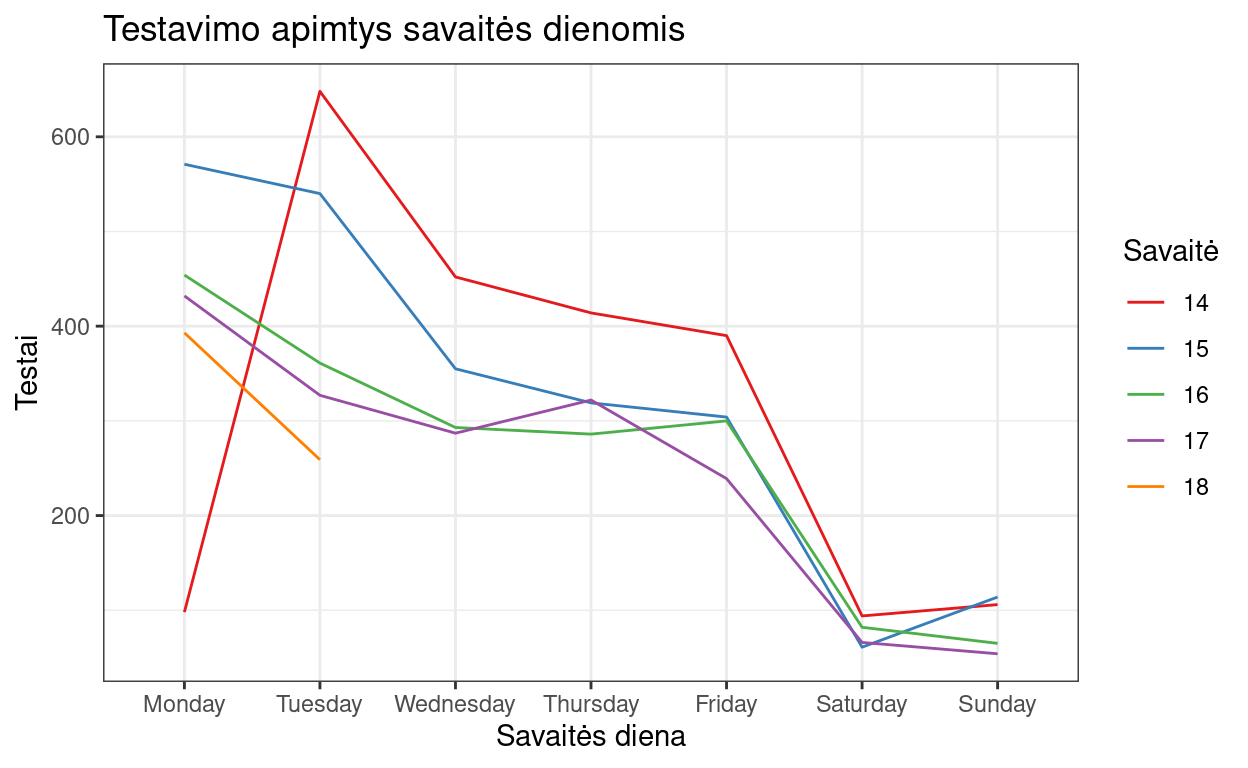 Testavimo apimtys savaitės dienomis
600
400
200
Testai
Monday Tuesday Wednesday Thursday Friday Saturday Sunday
Savaitės diena
Savaitė
14
15
16
17
18